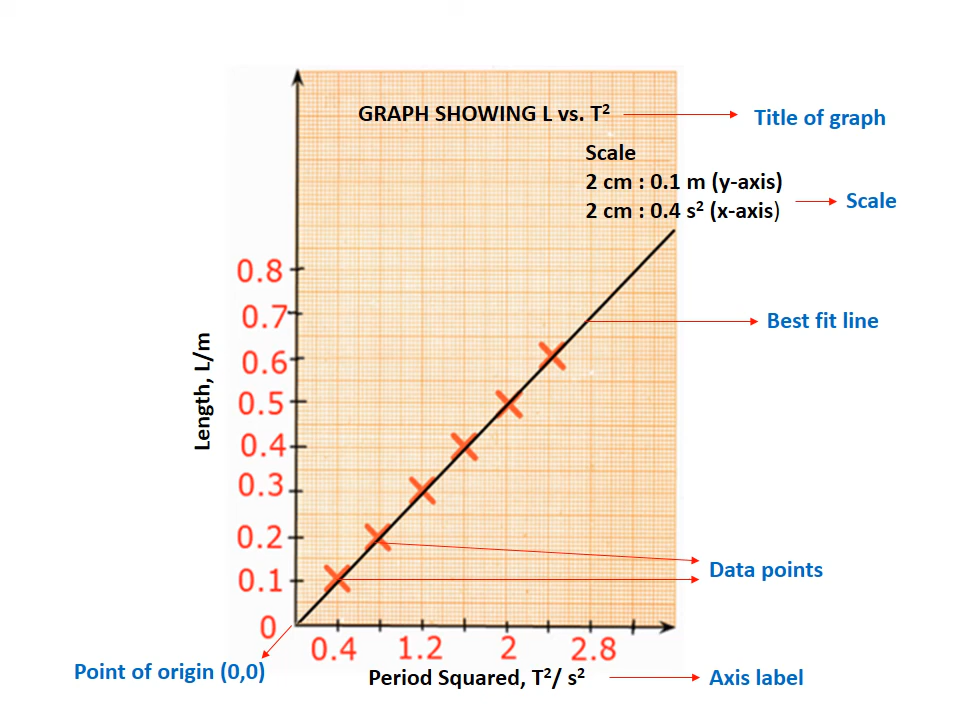 GRAPH SHOWING L vs. T²
Title of graph
Scale
2 cm : 0.1 m (y-axis)
2 cm : 0.4 s² (x-axis)
Scale
0.8
0.7
0.6
0.5
0.4
0.3
0.2
0.1
0
Length, L/m
Best fit line
Data points
0.4 1.2 2 2.8
Point of origin (0,0)
Period Squared, T²/ s²
Axis label